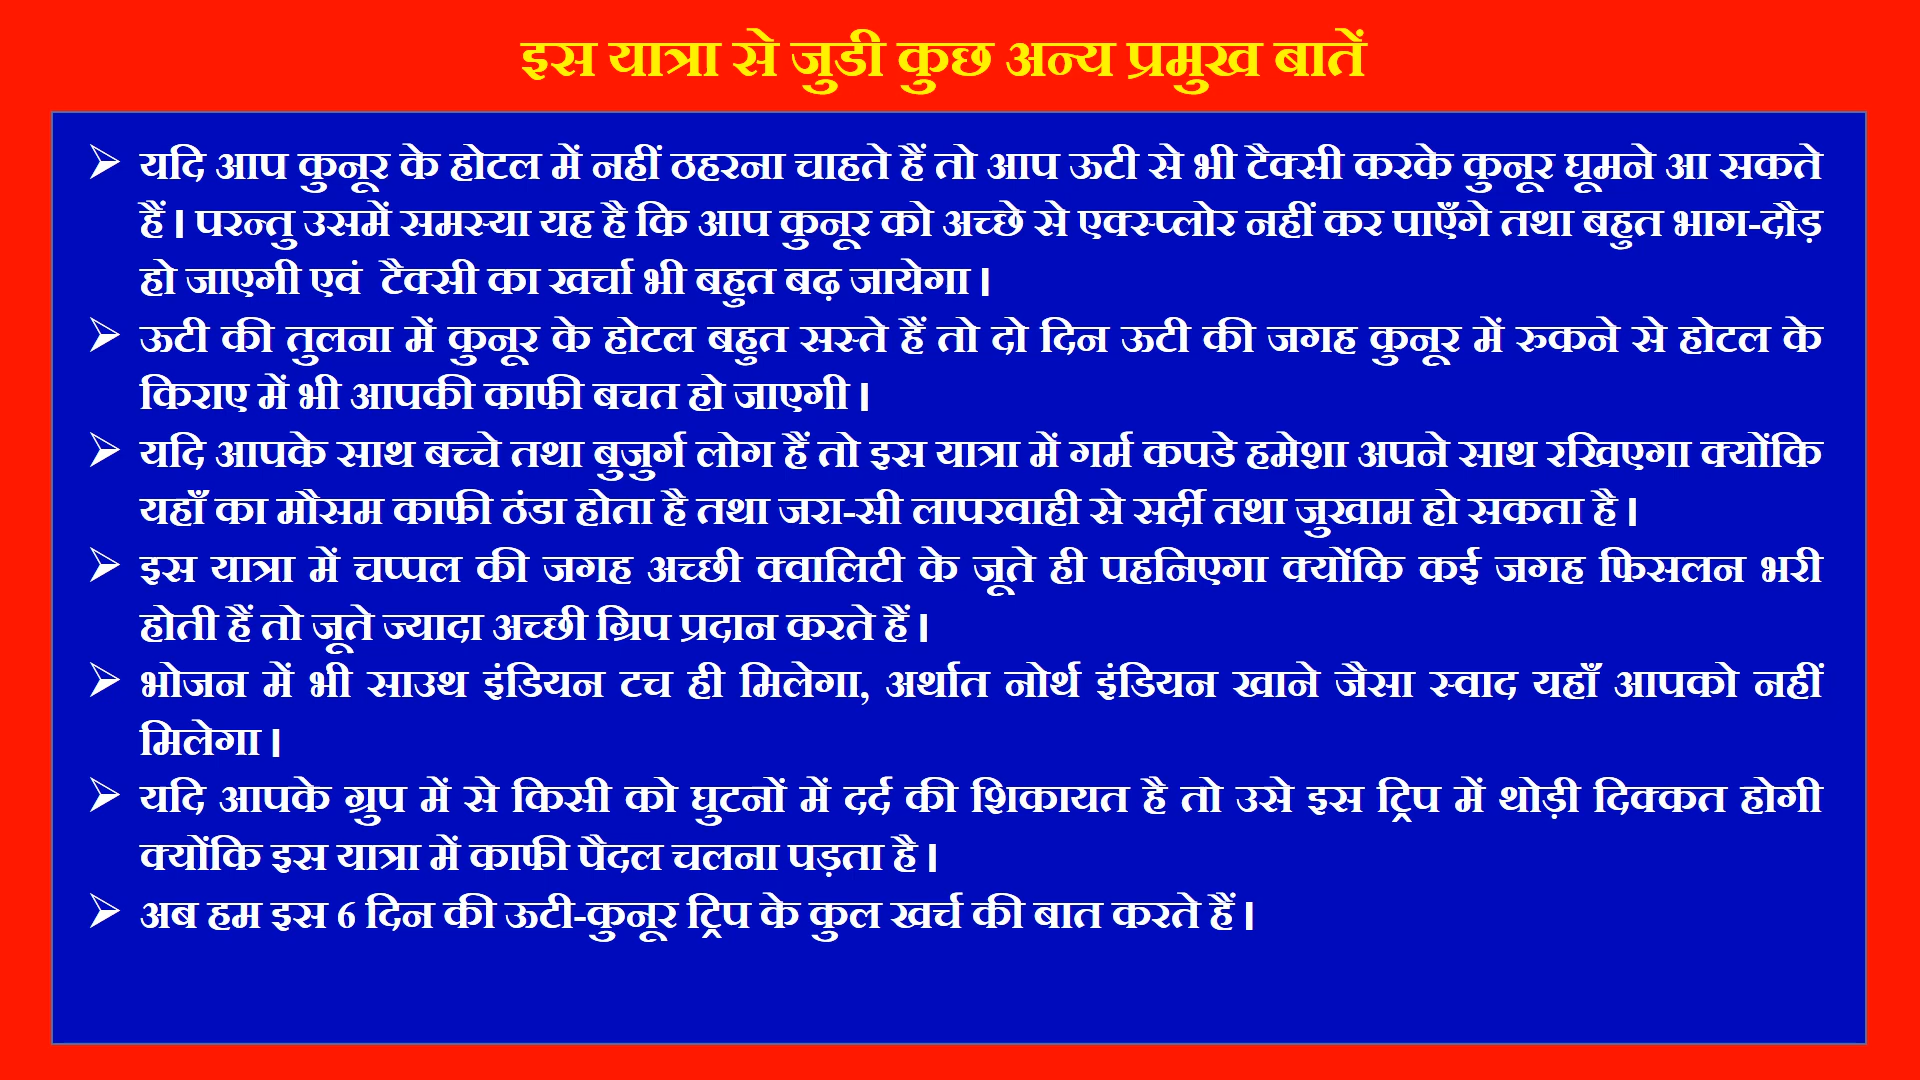 इस यात्रा से जुडी कुछ अन्य प्रमुख बातें
➢ यदि आप कुनूर के होटल में नहीं ठहरना चाहते हैं तो आप ऊटी से भी टैक्सी करके कुनूर घूमने आ सकते
हैं। परन्तु उसमें समस्या यह है कि आप कुनूर को अच्छे से एक्स्प्लोर नहीं कर पाएँगे तथा बहुत भाग-दौड़
हो जाएगी एवं टैक्सी का खर्चा भी बहुत बढ़ जायेगा।
➢ ऊटी की तुलना में कुनूर के होटल बहुत सस्ते हैं तो दो दिन ऊटी की जगह कुनूर में रुकने से होटल के
किराए में भी आपकी काफी बचत हो जाएगी।
➢ यदि आपके साथ बच्चे तथा बुजुर्ग लोग हैं तो इस यात्रा में गर्म कपडे हमेशा अपने साथ रखिएगा क्योंकि
यहाँ का मौसम काफी ठंडा होता है तथा जरा-सी लापरवाही से सर्दी तथा जुखाम हो सकता है।
➢ इस यात्रा में चप्पल की जगह अच्छी क्वालिटी के जूते ही पहनिएगा क्योंकि कई जगह फिसलन भरी
होती हैं तो जूते ज्यादा अच्छी ग्रिप प्रदान करते हैं।
➢ भोजन में भी साउथ इंडियन टच ही मिलेगा, अर्थात नोर्थ इंडियन खाने जैसा स्वाद यहाँ आपको नहीं
मिलेगा।
➢ यदि आपके ग्रुप में से किसी को घुटनों में दर्द की शिकायत है तो उसे इस ट्रिप में थोड़ी दिक्कत होगी
क्योंकि इस यात्रा में काफी पैदल चलना पड़ता है।
➢ अब हम इस 6 दिन की ऊटी-कुनूर ट्रिप के कुल खर्च की बात करते हैं।